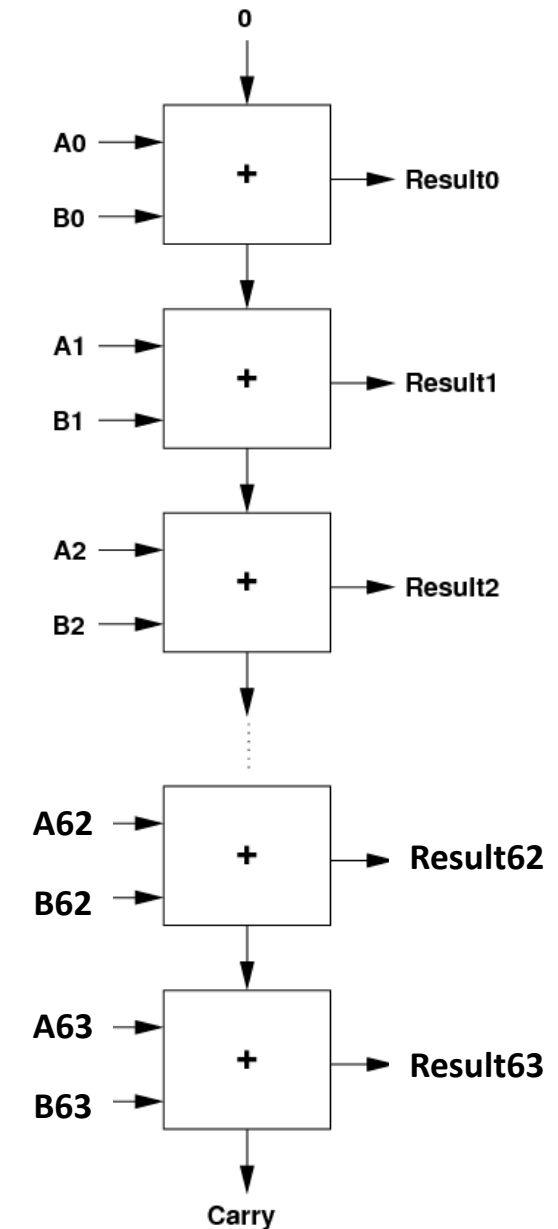 0
A0
+
Result0
B0
A1
+
Result1
B1
A2
+
Result2
B2
A62
+
Result62
B62
A63
+
Result63
B63
Carry